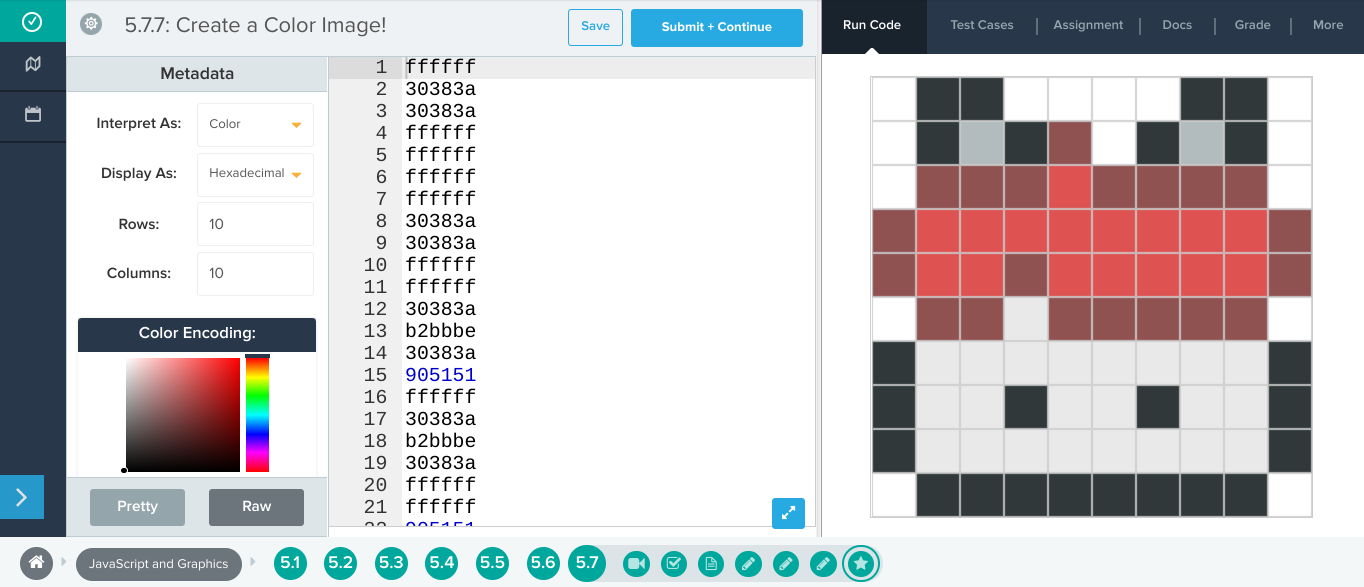 5.7.7: Create a Color Image!
Save
Submit + Continue
Run Code
Test Cases
Assignment
Docs
Grade
More
Metadata
Interpret As:
Color
Display As:
Hexadecimal
Rows:
10
Columns:
10
Color Encoding:
Pretty
Raw
1 ffffff
2 30383a
3 30383a
4 ffffff
5 ffffff
6 ffffff
7 ffffff
8 30383a
9 30383a
10 ffffff
11 ffffff
12 30383a
13 b2bbbe
14 30383a
15 905151
16 ffffff
17 30383a
18 b2bbbe
19 30383a
20 ffffff
21 ffffff
22 905151
JavaScript and Graphics
5.1
5.2
5.3
5.4
5.5
5.6
5.7